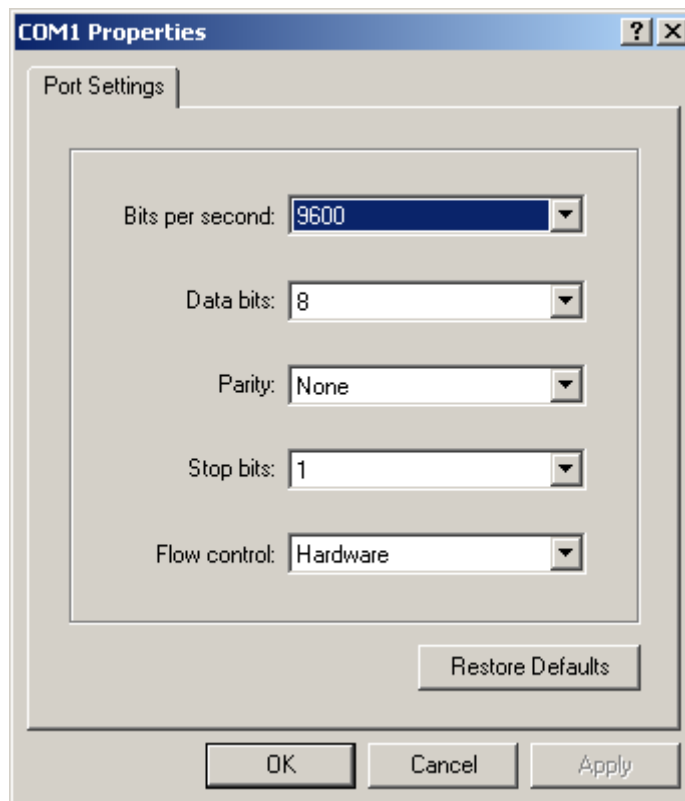 COM1 Properties
Port Settings
Bits per second: 9600
Data bits: 8
Parity: None
Stop bits: 1
Flow control: Hardware
Restore Defaults
OK Cancel Apply